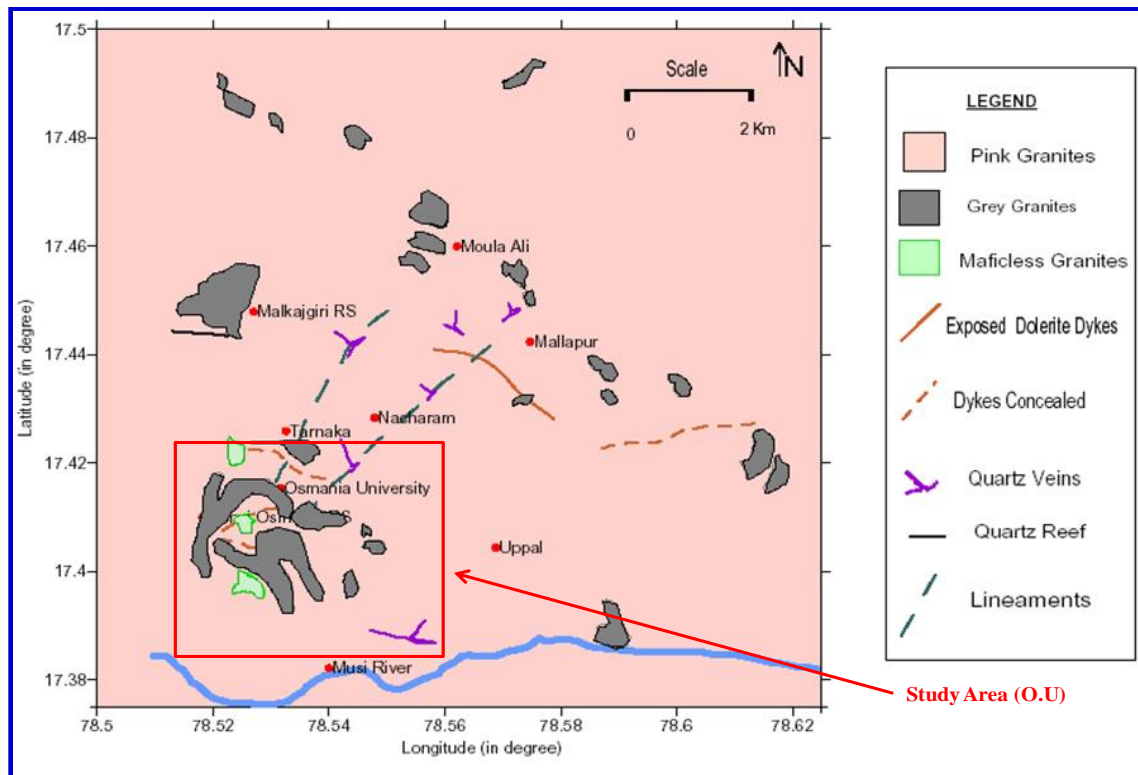 17.5
17.48
17.46
17.44
17.42
17.4
17.38
Latitude (in degree)
78.5
78.52
78.54
78.56
78.58
78.6
78.62
Longitude (in degree)
Scale
0
2 Km
N
Moula Ali
Malkajgiri RS
Mallapur
Nacharam
Tarnaka
Osmania University
Uppal
Musi River
LEGEND
Pink Granites
Grey Granites
Maficless Granites
Exposed Dolerite Dykes
Dykes Concealed
Quartz Veins
Quartz Reef
Lineaments
Study Area (O.U)